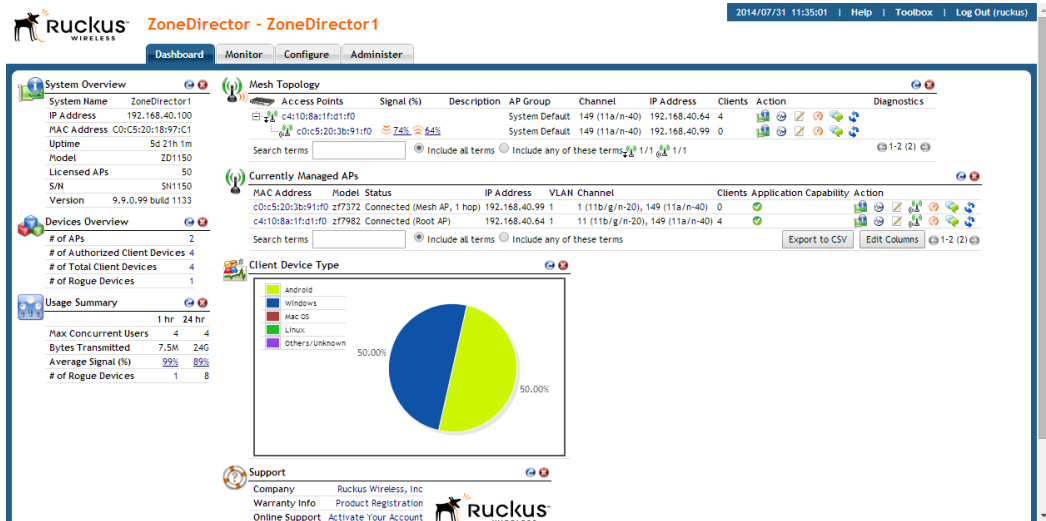 2014/07/31 11:35:01 | Help | Toolbox | Log Out (ruckus)
Ruckus WIRELESS ZoneDirector - ZoneDirector1
Dashboard Monitor Configure Administer
System Overview
System Name ZoneDirector1
IP Address 192.168.40.100
MAC Address C0:C5:20:18:97:C1
Uptime 5d 21h 1m
Model ZD1150
Licensed APs 50
S/N SN1150
Version 9.9.0.99 build 1133
Devices Overview
# of APs 2
# of Authorized Client Devices 4
# of Total Client Devices 4
# of Rogue Devices 1
Usage Summary
1 hr 24 hr
Max Concurrent Users 4 4
Bytes Transmitted 7.5M 24G
Average Signal (%) 99% 89%
# of Rogue Devices 1 8
Mesh Topology
Access Points Signal (%) Description AP Group Channel IP Address Clients Action Diagnostics
c4:10:8a:1f:d1:f0 System Default 149 (11a/n-40) 192.168.40.64 4
c0:c5:20:3b:91:f0 74% 64% System Default 149 (11a/n-40) 192.168.40.99 0
Search terms Include all terms Include any of these terms 1/1 1/1 1-2 (2)
Currently Managed APs
MAC Address Model Status IP Address VLAN Channel Clients Application Capability Action
c0:c5:20:3b:91:f0 zf7372 Connected (Mesh AP, 1 hop) 192.168.40.99 1 1 (11b/g/n-20), 149 (11a/n-40) 0
c4:10:8a:1f:d1:f0 zf7982 Connected (Root AP) 192.168.40.64 1 11 (11b/g/n-20), 149 (11a/n-40) 4
Search terms Include all terms Include any of these terms Export to CSV Edit Columns 1-2 (2)
Client Device Type
Android
Windows
Mac OS
Linux
Others/Unknown
50.00%
50.00%
Support
Company Ruckus Wireless, Inc
Warranty Info Product Registration
Online Support Activate Your Account
Ruckus